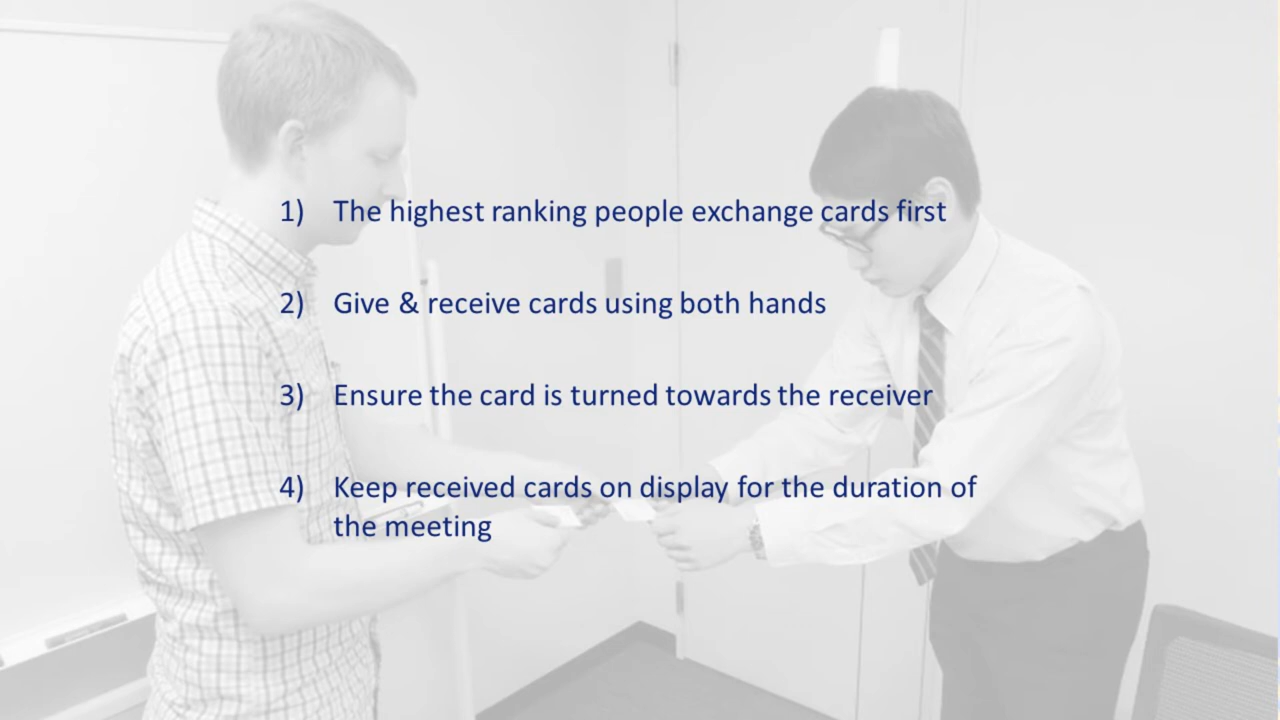 1) The highest ranking people exchange cards first
2) Give & receive cards using both hands
3) Ensure the card is turned towards the receiver
4) Keep received cards on display for the duration of
the meeting